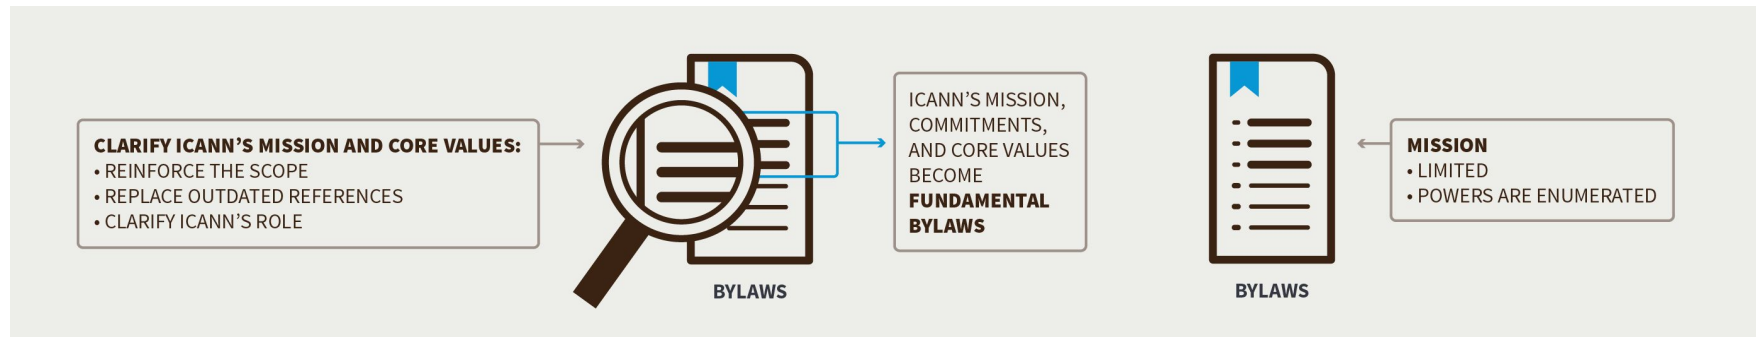 CLARIFY ICANN’S MISSION AND CORE VALUES:
• REINFORCE THE SCOPE
• REPLACE OUTDATED REFERENCES
• CLARIFY ICANN’S ROLE
BYLAWS
ICANN’S MISSION,
COMMITMENTS,
AND CORE VALUES
BECOME
FUNDAMENTAL
BYLAWS
BYLAWS
MISSION
• LIMITED
• POWERS ARE ENUMERATED